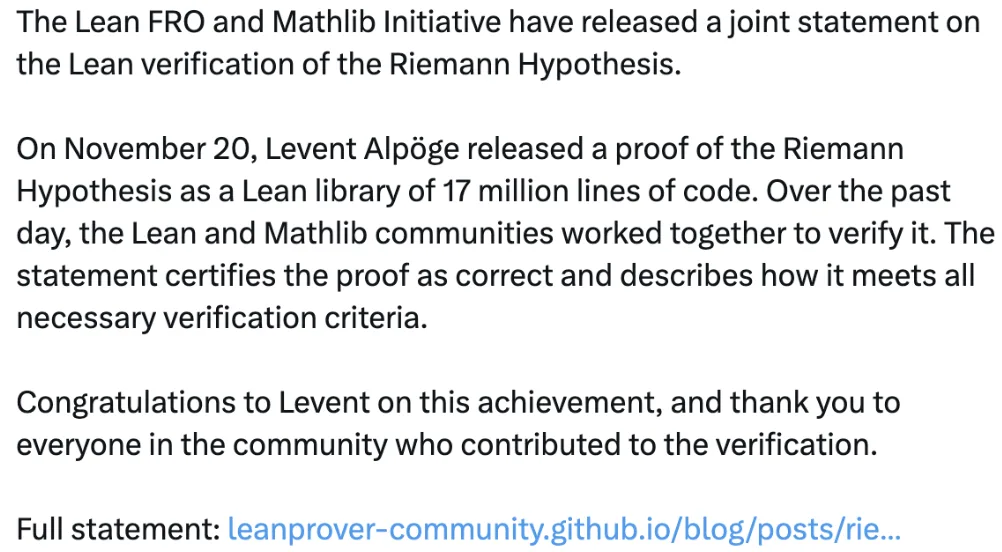 The Lean FRO and Mathlib Initiative have released a joint statement on
the Lean verification of the Riemann Hypothesis.
On November 20, Levent Alpöge released a proof of the Riemann
Hypothesis as a Lean library of 17 million lines of code. Over the past
day, the Lean and Mathlib communities worked together to verify it. The
statement certifies the proof as correct and describes how it meets all
necessary verification criteria.
Congratulations to Levent on this achievement, and thank you to
everyone in the community who contributed to the verification.
Full statement: leanprover-community.github.io/blog/posts/rie...